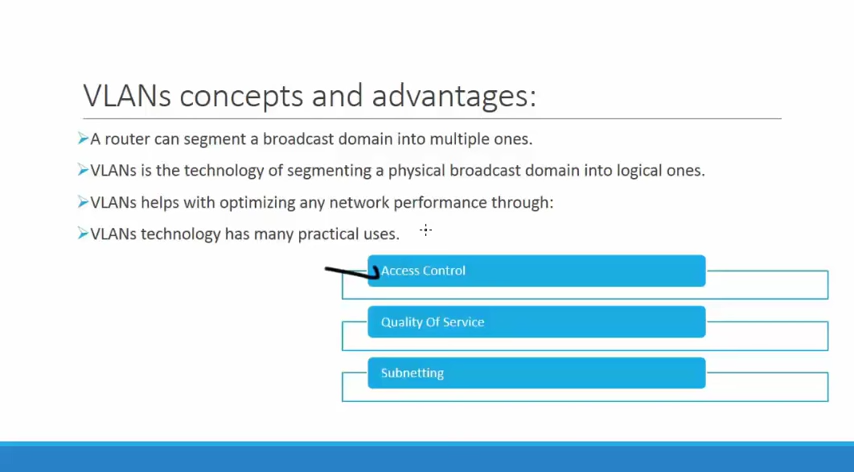 VLANs concepts and advantages:
A router can segment a broadcast domain into multiple ones.
VLANs is the technology of segmenting a physical broadcast domain into logical ones.
VLANs helps with optimizing any network performance through:
VLANs technology has many practical uses.
Access Control
Quality Of Service
Subnetting